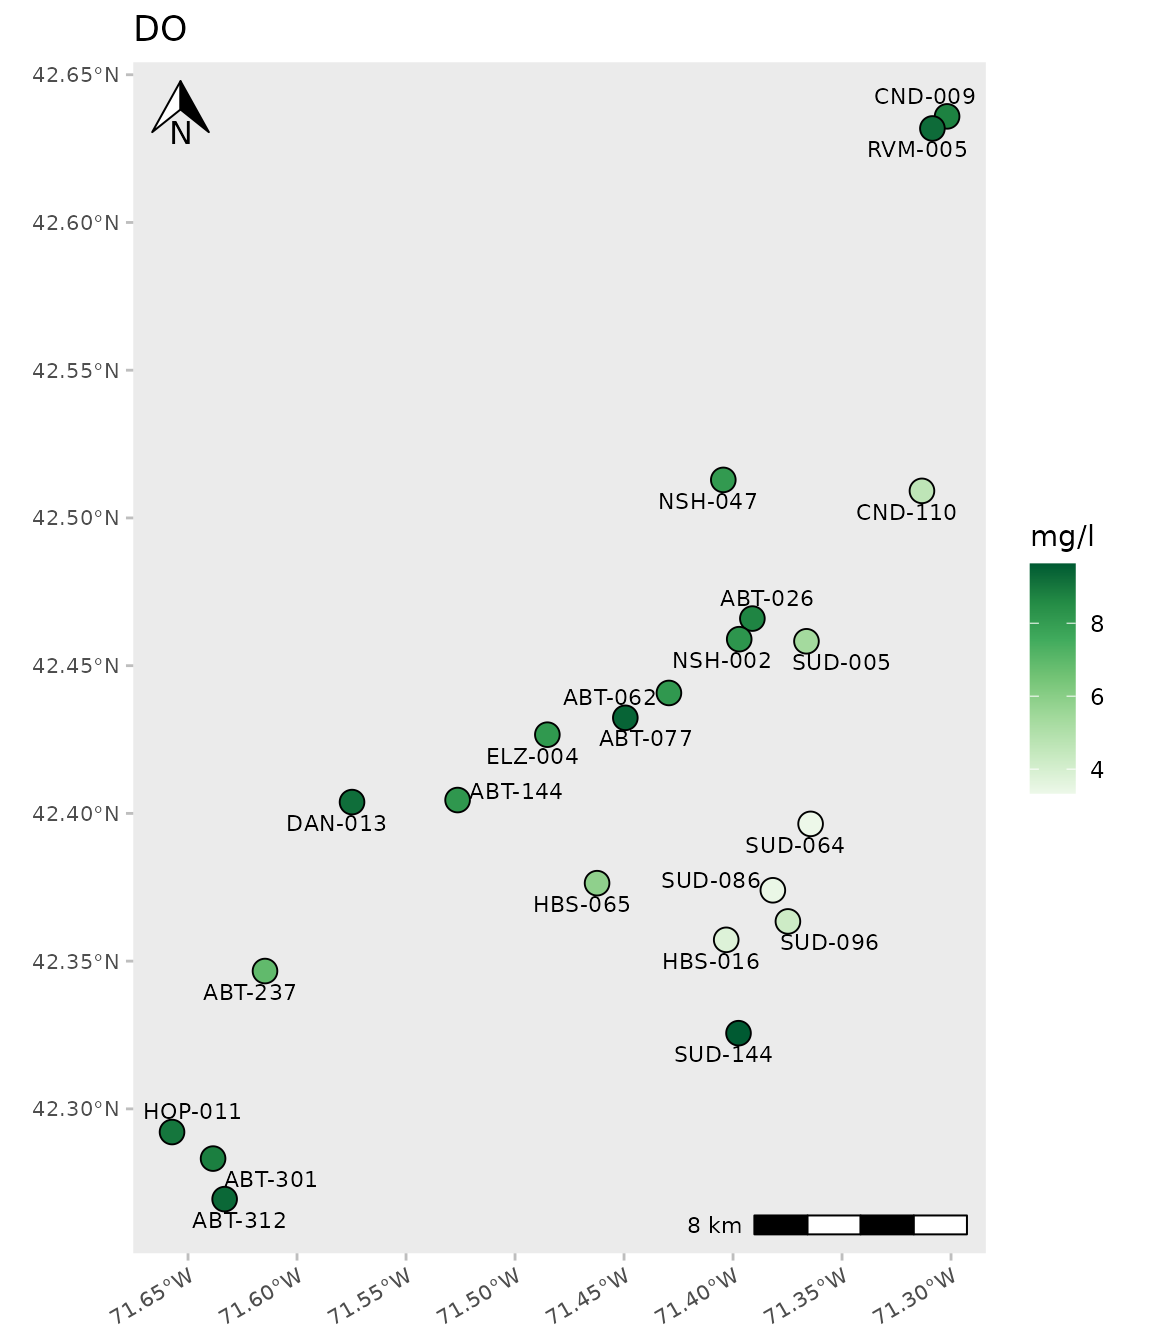 DO
42.65°N
42.60°N
42.55°N
42.50°N
42.45°N
42.40°N
42.35°N
42.30°N
N
CND-009
RVM-005
NSH-047
CND-110
ABT-026
NSH-002
SUD-005
ABT-062
ABT-077
ELZ-004
ABT-144
DAN-013
SUD-064
SUD-086
HBS-065
SUD-096
HBS-016
ABT-237
SUD-144
HOP-011
ABT-301
ABT-312
8 km
71.65°W
71.60°W
71.55°W
71.50°W
71.45°W
71.40°W
71.35°W
71.30°W
mg/l
8
6
4